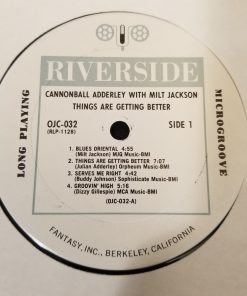 RIVERSIDE
CANNONBALL ADDERLEY WITH MILT JACKSON
THINGS ARE GETTING BETTER
OJC-032
(RLP-1128)
SIDE 1
LONG PLAYING
MICROGROOVE
1. BLUES ORIENTAL 4:55
(Milt Jackson) MJQ Music-BMI
2. THINGS ARE GETTING BETTER 7:07
(Julian Adderley) Orpheum Music-BMI
3. SERVES ME RIGHT 4:42
(Buddy Johnson) Sophisticate Music-BMI
4. GROOVIN' HIGH 5:16
(Dizzy Gillespie) MCA Music-BMI
(OJC-032-A)
FANTASY, INC., BERKELEY, CALIFORNIA